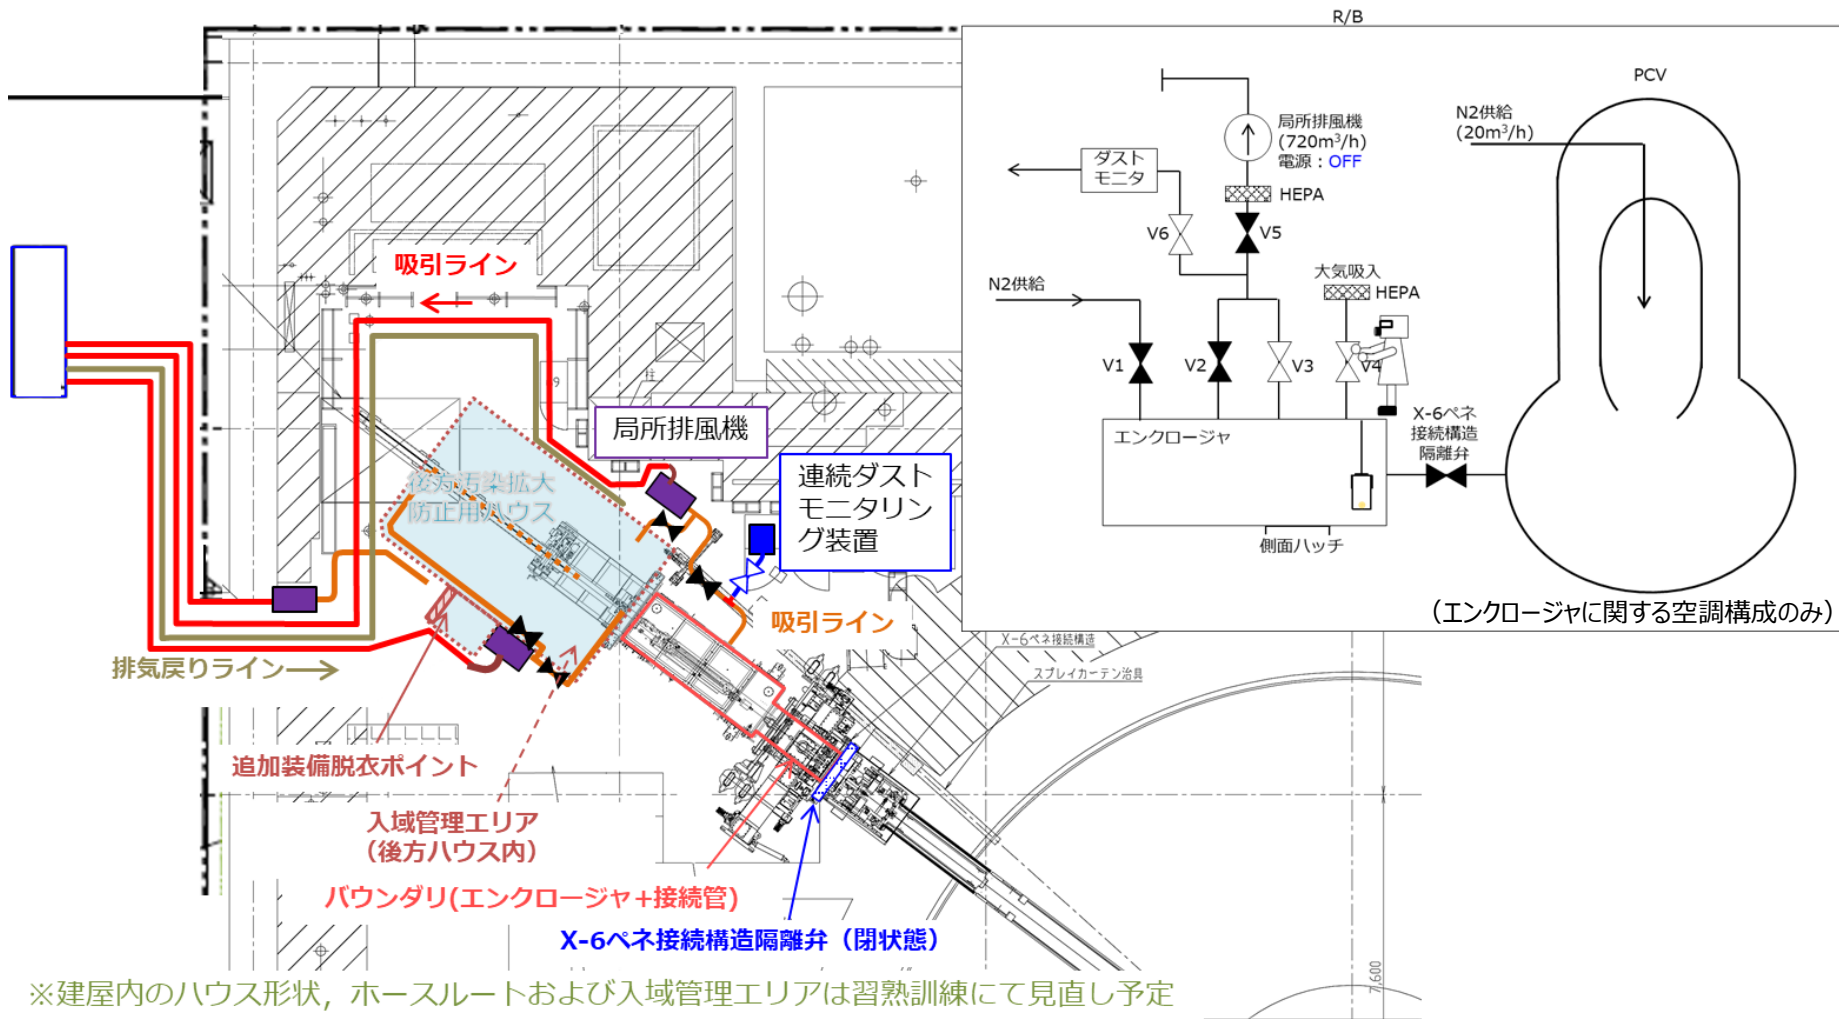 R/B
PCV
N2供給
(20m³/h)
局所排風機
(720m³/h)
電源：OFF
ダスト
モニタ
HEPA
V6
V5
大気吸入
HEPA
N2供給
V1
V2
V3
V4
X-6ペネ
接続構造
隔離弁
エンクロージャ
側面ハッチ
（エンクロージャに関する空調構成のみ）
吸引ライン
柱
局所排風機
連続ダスト
モニタリン
グ装置
後方汚染拡大
防止用ハウス
吸引ライン
X-6ペネ接続構造
スプレイカーテン治具
排気戻りライン
追加装備脱衣ポイント
入域管理エリア
（後方ハウス内）
バウンダリ(エンクロージャ+接続管)
X-6ペネ接続構造隔離弁（閉状態）
7,600
※建屋内のハウス形状，ホースルートおよび入域管理エリアは習熟訓練にて見直し予定